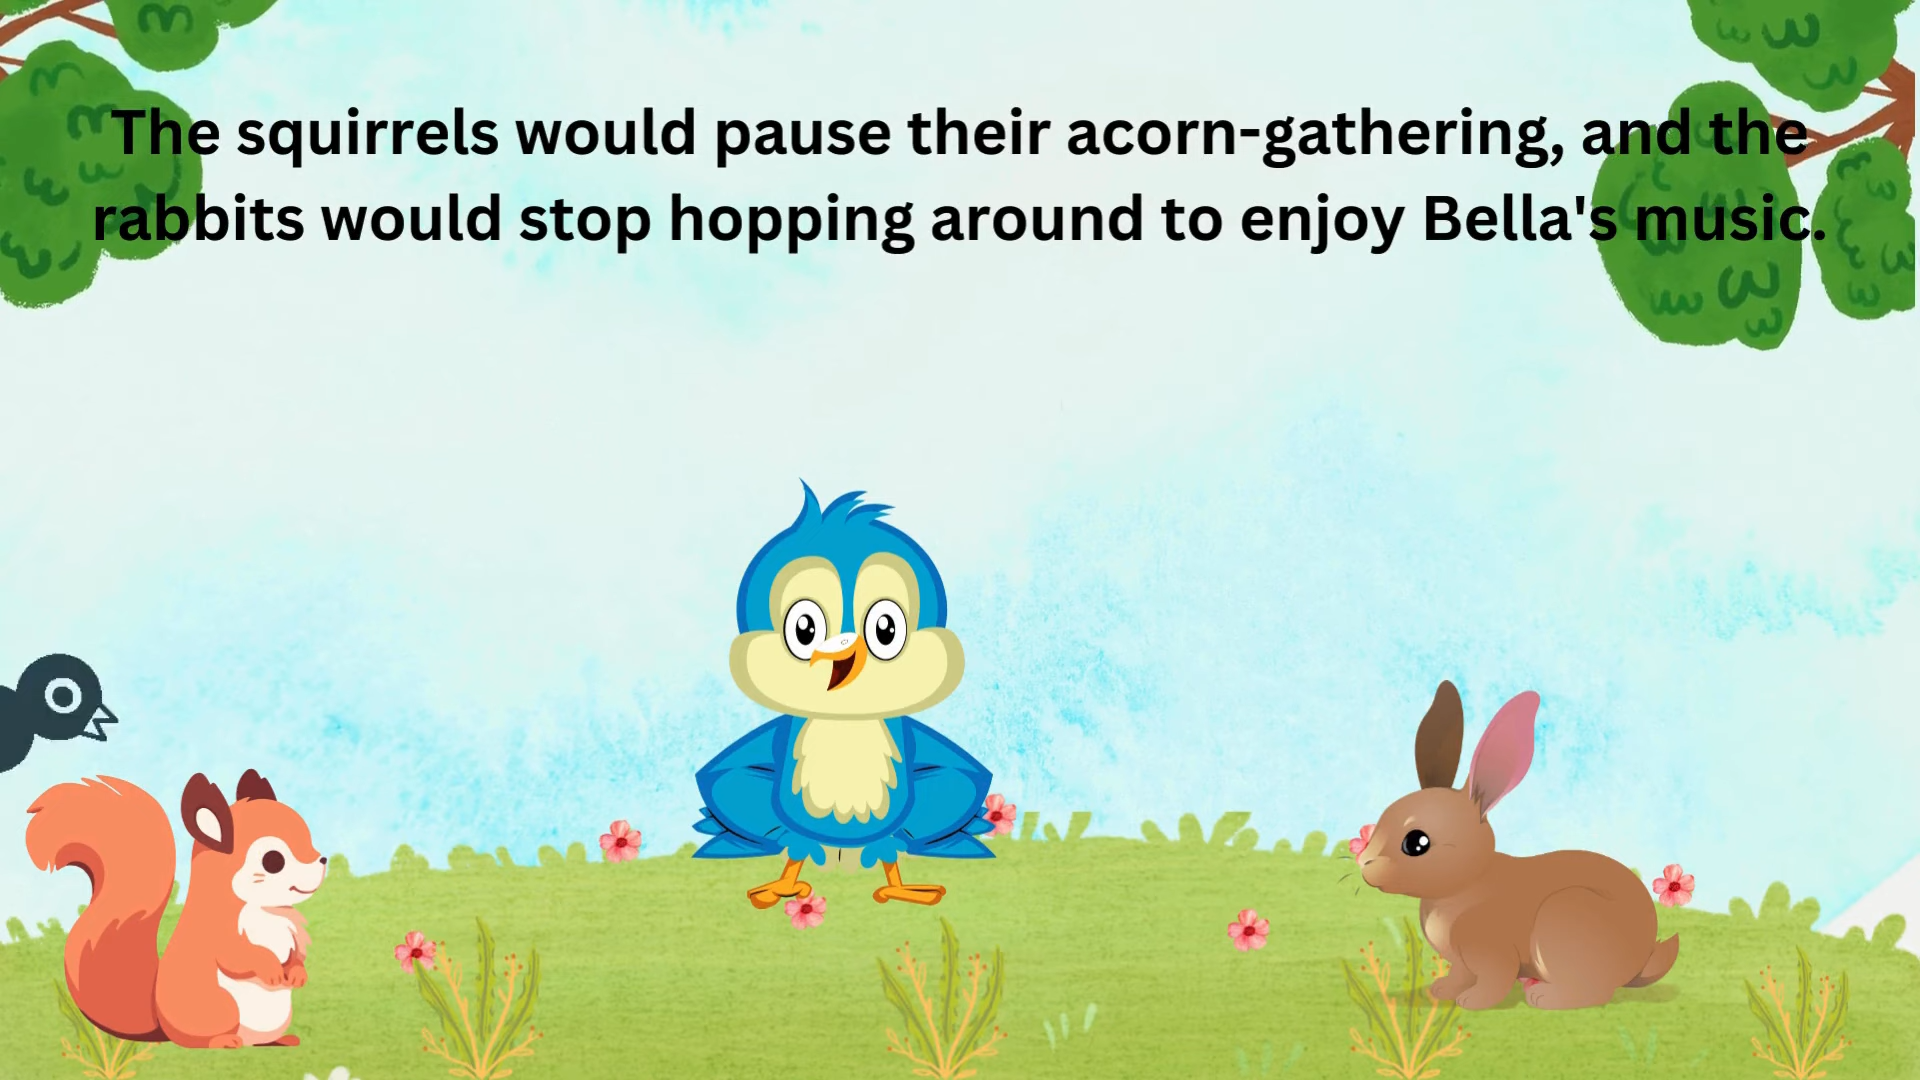 The squirrels would pause their acorn-gathering, and the
rabbits would stop hopping around to enjoy Bella's music.